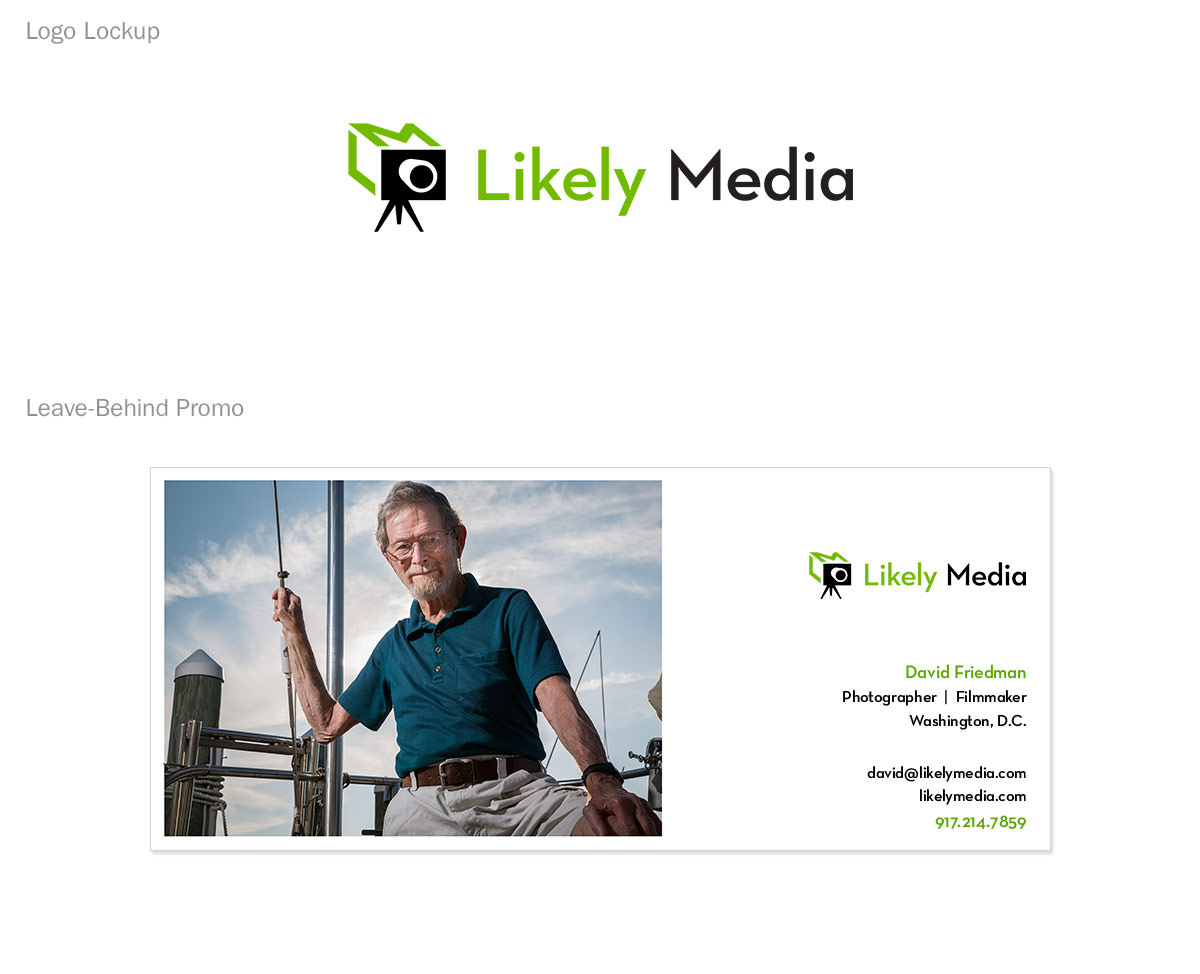 Logo Lockup
Likely Media
Leave-Behind Promo
Likely Media
David Friedman
Photographer | Filmmaker
Washington, D.C.
david@likelymedia.com
likelymedia.com
917.214.7859